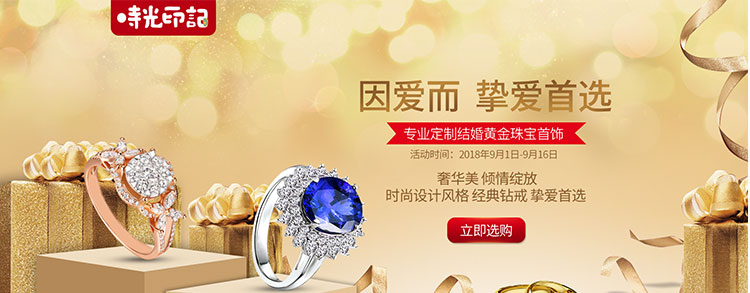 时光印記
因爱而 挚爱首选
专业定制结婚黄金珠宝首饰
活动时间：2018年9月1日-9月16日
奢华美 倾情绽放
时尚设计风格 经典钻戒 挚爱首选
立即选购